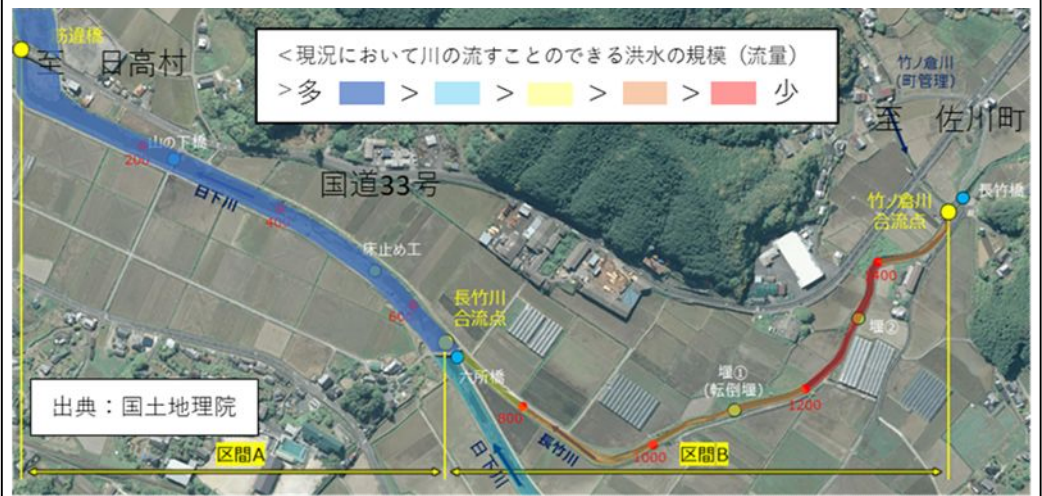 筋違橋
至 日高村
<現況において川の流すことのできる洪水の規模（流量）
>多 > > > > 少
竹ノ倉川
（町管理）
至 佐川町
山の下橋
200
国道33号
日下川
400
竹ノ倉川
合流点
長竹橋
床止め工
1400
600
長竹川
合流点
堰②
六所橋
堰①
（転倒堰）
1200
出典：国土地理院
800
長竹川
1000
区間A
日下川
区間B